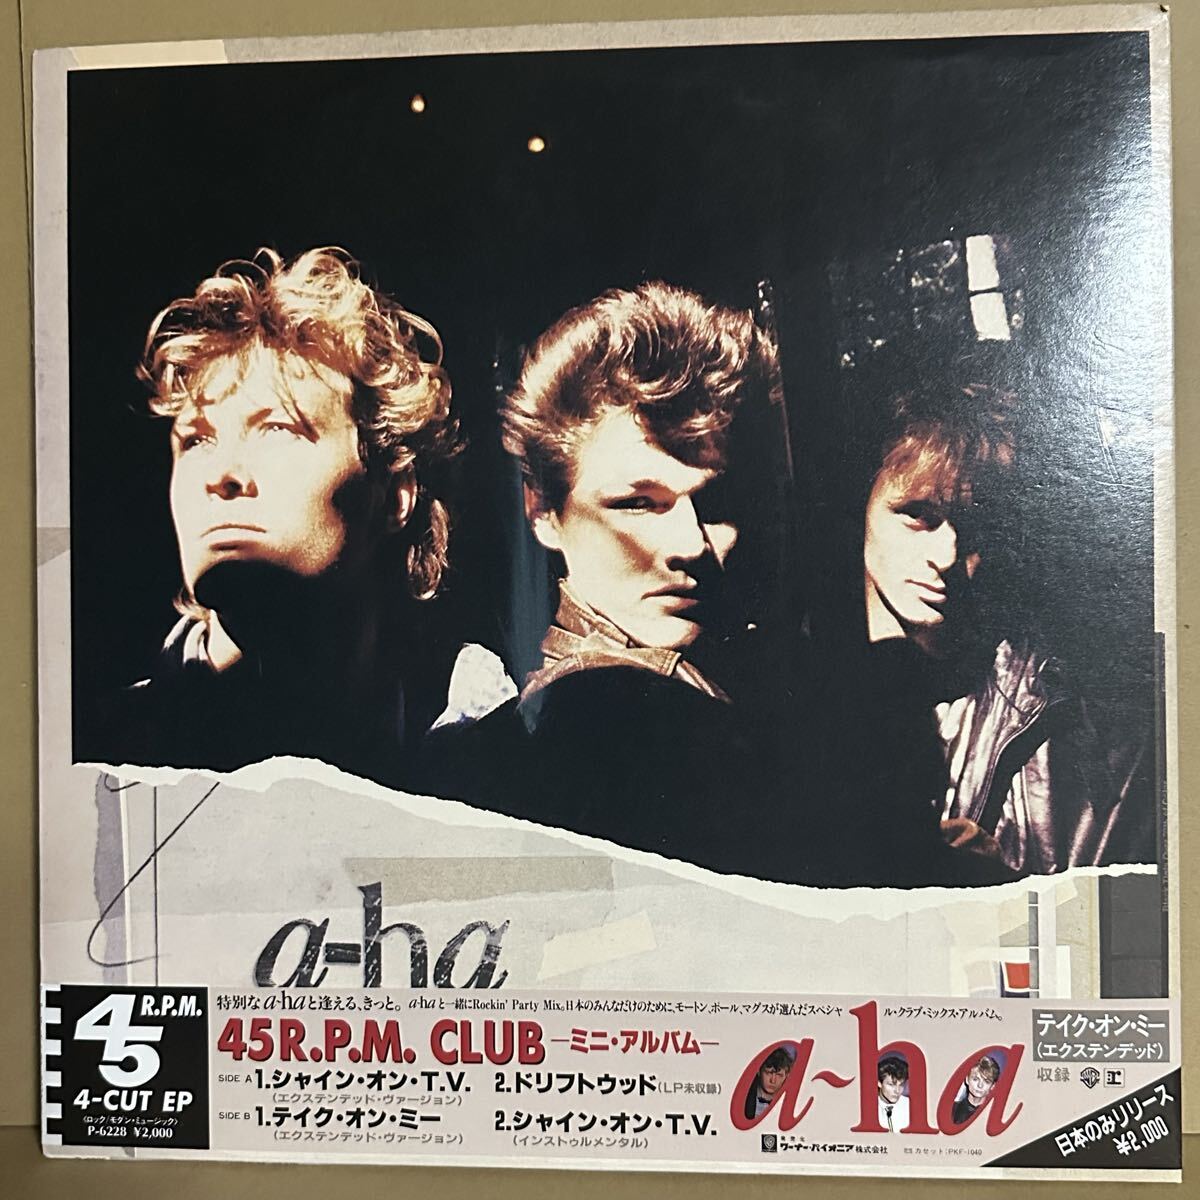 a-ha
特別なa-haと逢える、きっと。 a-haと一緒にRockin' Party Mix。日本のみんなだけのために、モートン、ポール、マグスが選んだスペシャル・クラブ・ミックス・アルバム。
45 R.P.M.
4-CUT EP
〈ロック/モダン・ミュージック〉
P-6228 ¥2,000
45 R.P.M. CLUB —ミニ・アルバム—
SIDE A 1.シャイン・オン・T.V.
(エクステンデッド・ヴァージョン)
2.ドリフトウッド(LP未収録)
SIDE B 1.テイク・オン・ミー
(エクステンデッド・ヴァージョン)
2.シャイン・オン・T.V.
(インストゥルメンタル)
a-ha
発売元
ワーナー・パイオニア株式会社
カセット:PKF-1040
テイク・オン・ミー
(エクステンデッド)
収録
日本のみリリース
¥2,000